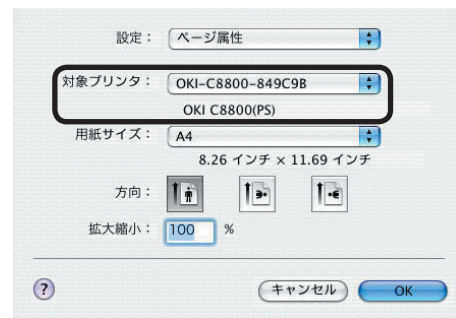 設定： ページ属性
対象プリンタ： OKI-C8800-849C9B
OKI C8800(PS)
用紙サイズ： A4
8.26 インチ × 11.69 インチ
方向：
拡大縮小： 100 %
? キャンセル OK